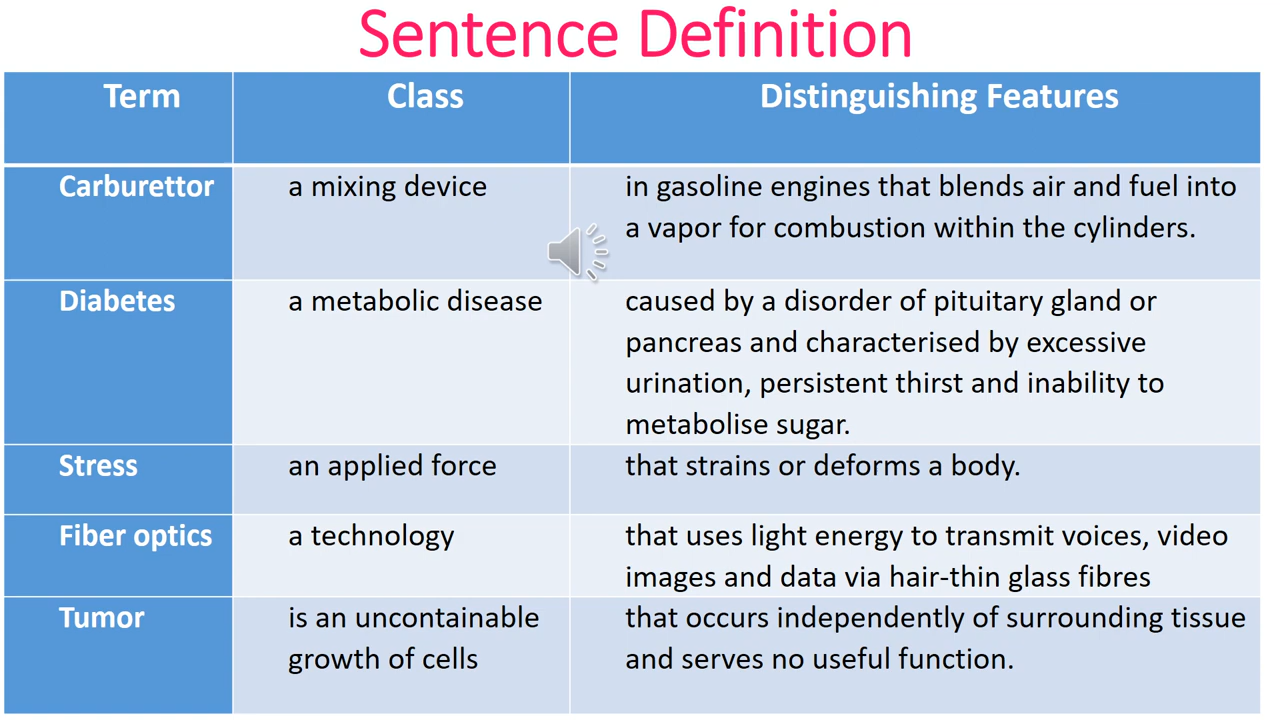 Sentence Definition
Term Class Distinguishing Features
Carburettor a mixing device in gasoline engines that blends air and fuel into
a vapor for combustion within the cylinders.
Diabetes a metabolic disease caused by a disorder of pituitary gland or
pancreas and characterised by excessive
urination, persistent thirst and inability to
metabolise sugar.
Stress an applied force that strains or deforms a body.
Fiber optics a technology that uses light energy to transmit voices, video
images and data via hair-thin glass fibres
Tumor is an uncontainable that occurs independently of surrounding tissue
growth of cells and serves no useful function.